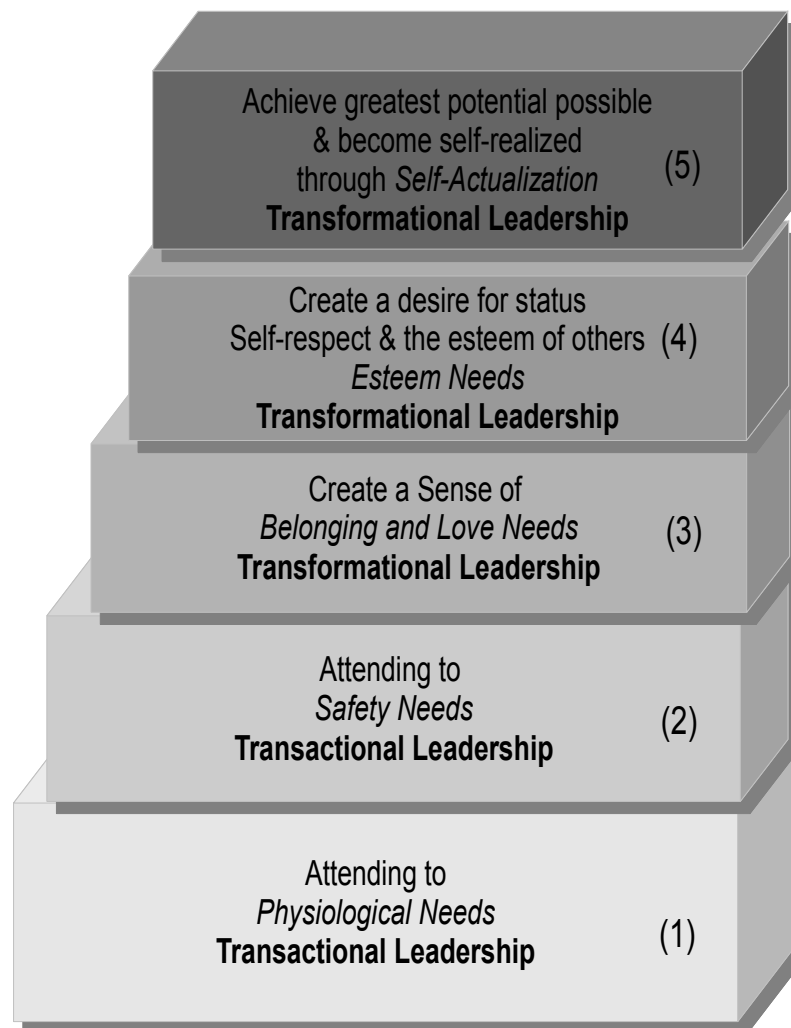 Achieve greatest potential possible
& become self-realized
through Self-Actualization
(5)
Transformational Leadership
Create a desire for status
Self-respect & the esteem of others (4)
Esteem Needs
Transformational Leadership
Create a Sense of
Belonging and Love Needs (3)
Transformational Leadership
Attending to
Safety Needs (2)
Transactional Leadership
Attending to
Physiological Needs
(1)
Transactional Leadership